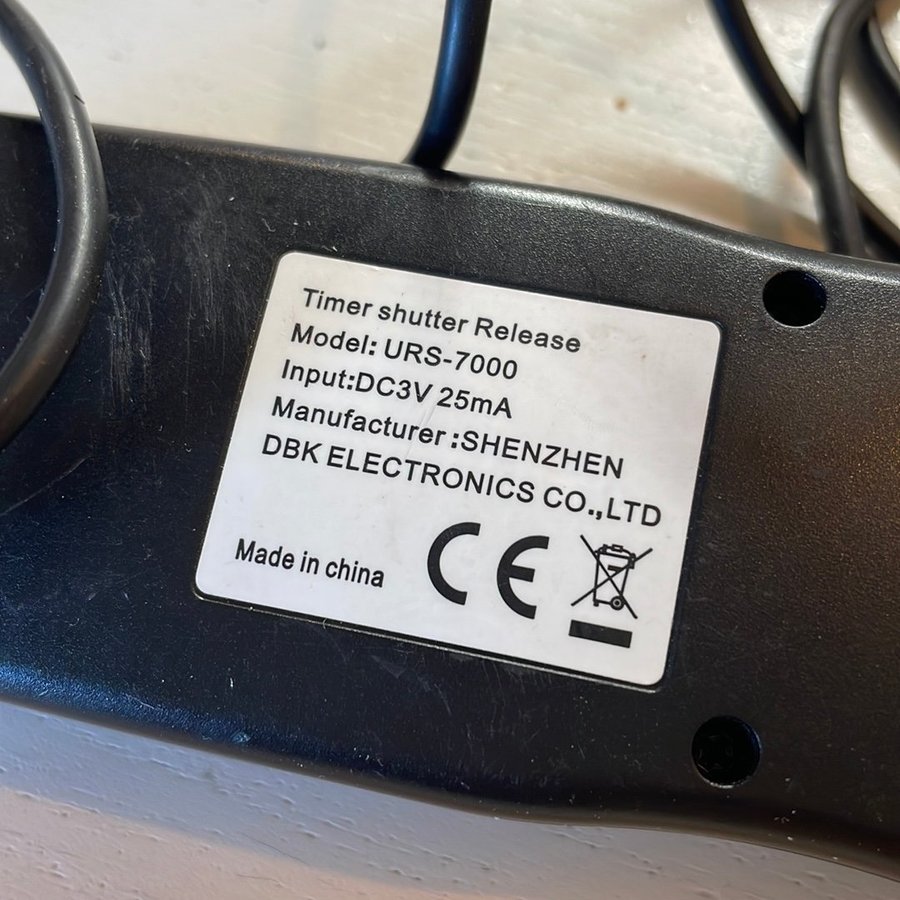 Timer shutter Release
Model: URS-7000
Input:DC3V 25mA
Manufacturer :SHENZHEN
DBK ELECTRONICS CO.,LTD
Made in china CE